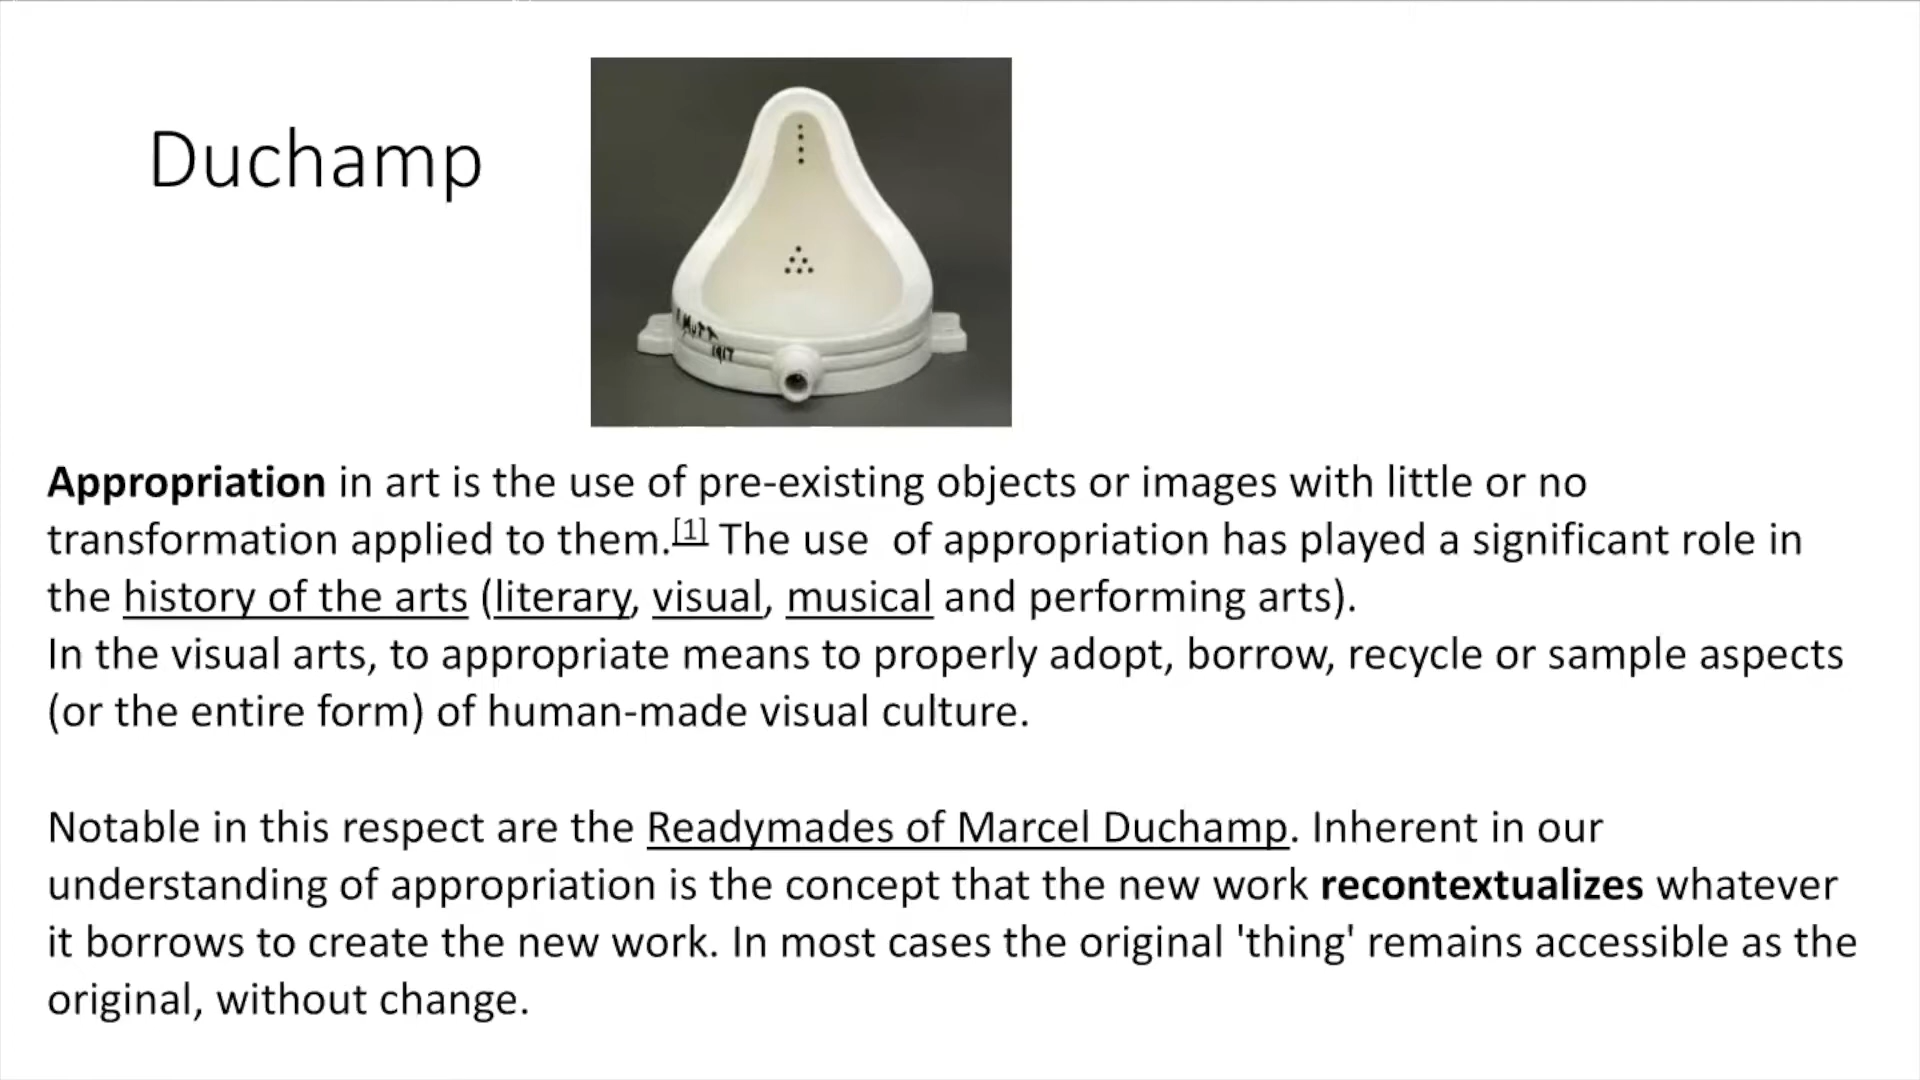 Duchamp
R.MUTT
1917
Appropriation in art is the use of pre-existing objects or images with little or no
transformation applied to them.[1] The use  of appropriation has played a significant role in
the history of the arts (literary, visual, musical and performing arts).
In the visual arts, to appropriate means to properly adopt, borrow, recycle or sample aspects
(or the entire form) of human-made visual culture.
Notable in this respect are the Readymades of Marcel Duchamp. Inherent in our
understanding of appropriation is the concept that the new work recontextualizes whatever
it borrows to create the new work. In most cases the original 'thing' remains accessible as the
original, without change.